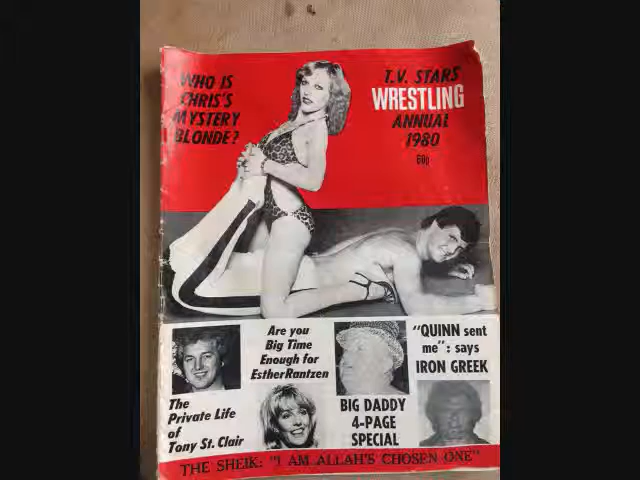 WHO IS
CHRIS'S
MYSTERY
BLONDE?
T.V. STARS
WRESTLING
ANNUAL
1980
60p
Are you
Big Time
Enough for
Esther Rantzen
"QUINN sent
me": says
IRON GREEK
The
Private Life
of
Tony St. Clair
BIG DADDY
4-PAGE
SPECIAL
THE SHEIK: "I AM ALLAH'S CHOSEN ONE"